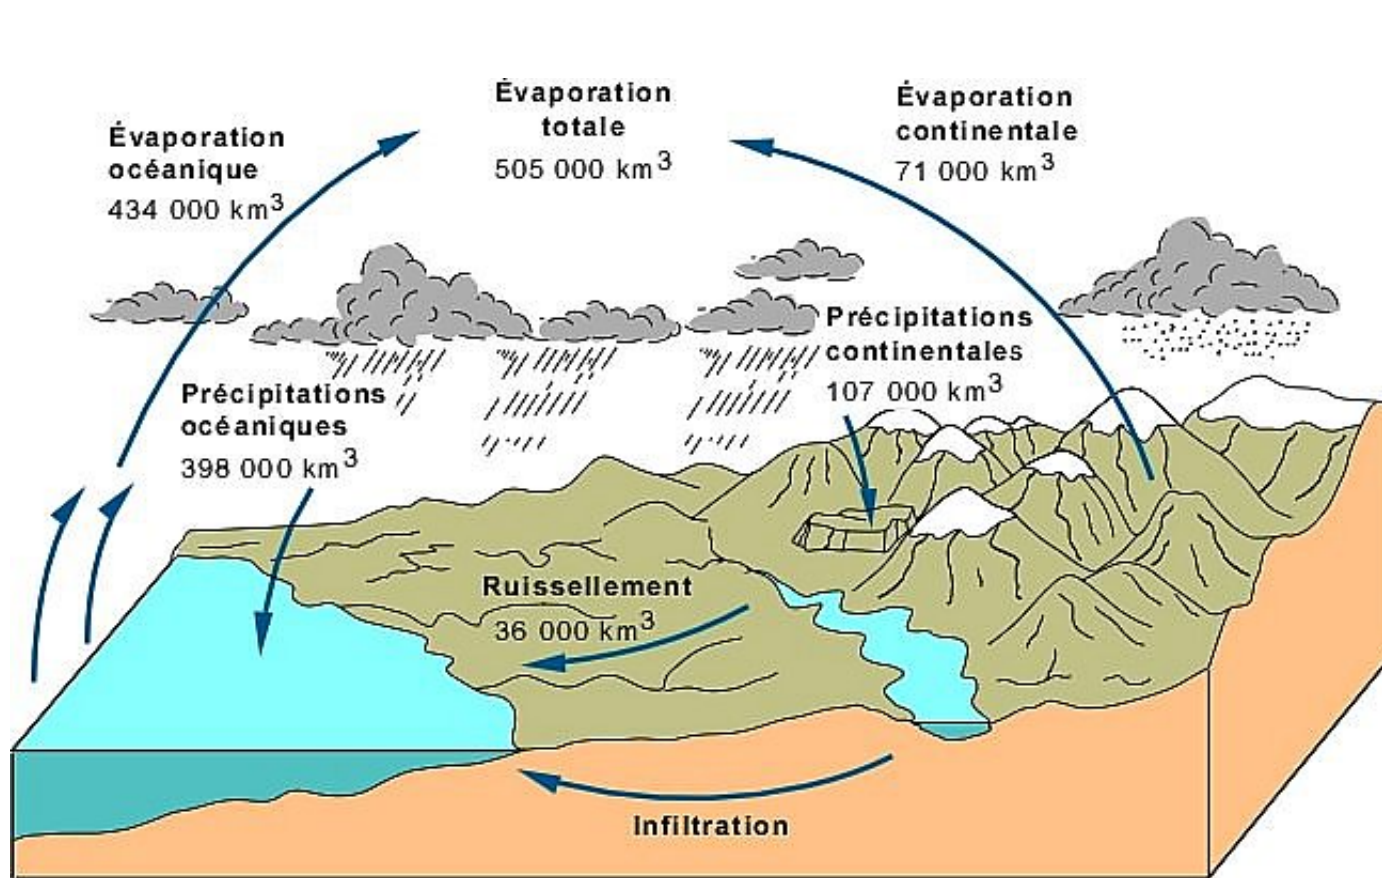 Évaporation
océanique
434 000 km³
Évaporation
totale
505 000 km³
Évaporation
continentale
71 000 km³
Précipitations
océaniques
398 000 km³
Précipitations
continentales
107 000 km³
Ruissellement
36 000 km³
Infiltration